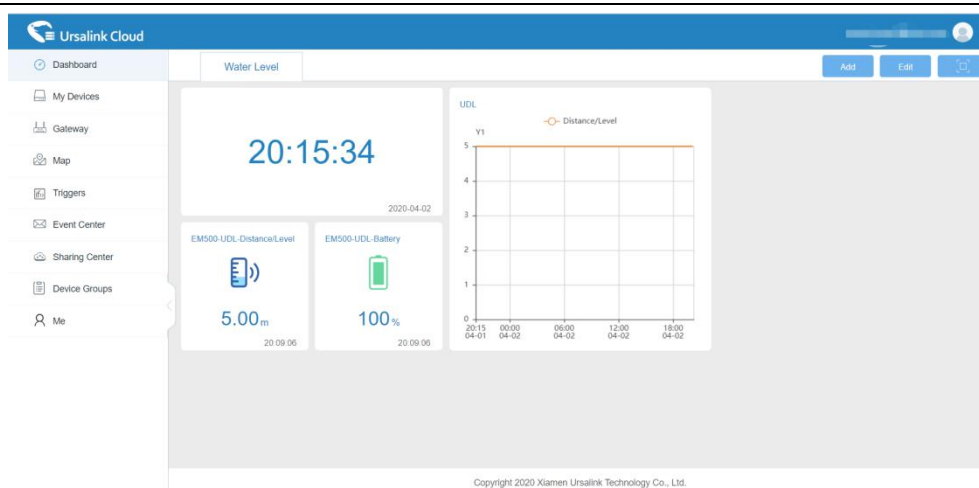 Ursalink Cloud
Dashboard
My Devices
Gateway
Map
Triggers
Event Center
Sharing Center
Device Groups
Me
Water Level
Add
Edit
20:15:34
2020-04-02
EM500-UDL-Distance/Level
5.00m
20:09:06
EM500-UDL-Battery
100%
20:09:06
UDL
Distance/Level
Y1
5
4
3
2
1
0
20:15 00:00 06:00 12:00 18:00
04-01 04-02 04-02 04-02 04-02
Copyright 2020 Xiamen Ursalink Technology Co., Ltd.